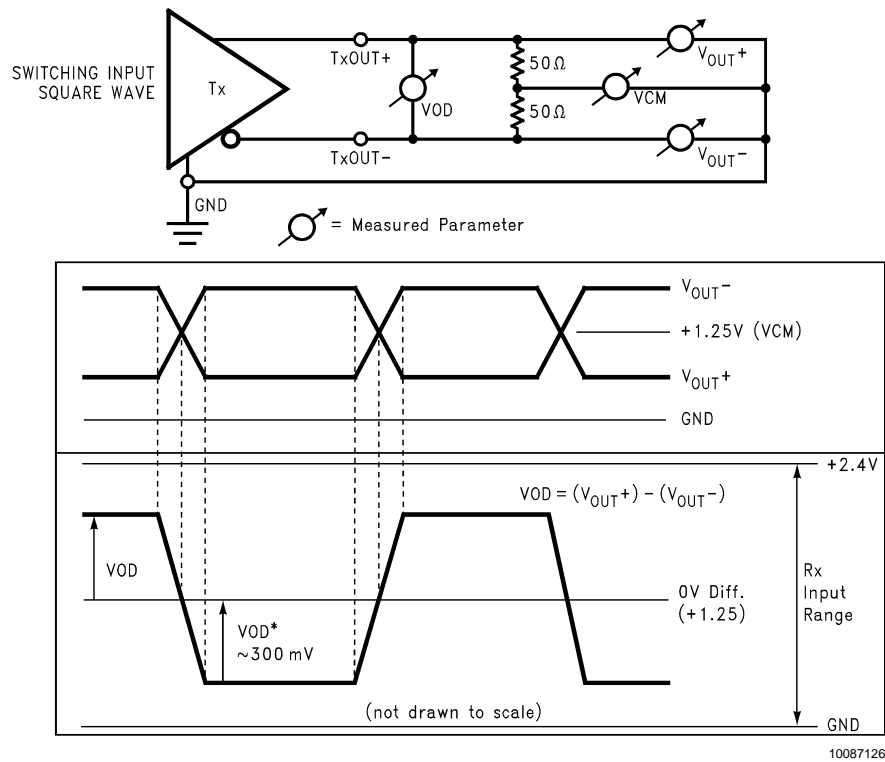 SWITCHING INPUT
SQUARE WAVE
Tx
TxOUT+
TxOUT-
VOD
50Ω
50Ω
VCM
VOUT+
VOUT-
GND
= Measured Parameter
VOUT-
+1.25V (VCM)
VOUT+
GND
+2.4V
VOD = (VOUT+) - (VOUT-)
VOD
VOD*
~300 mV
0V Diff.
(+1.25)
Rx
Input
Range
(not drawn to scale)
GND
10087126